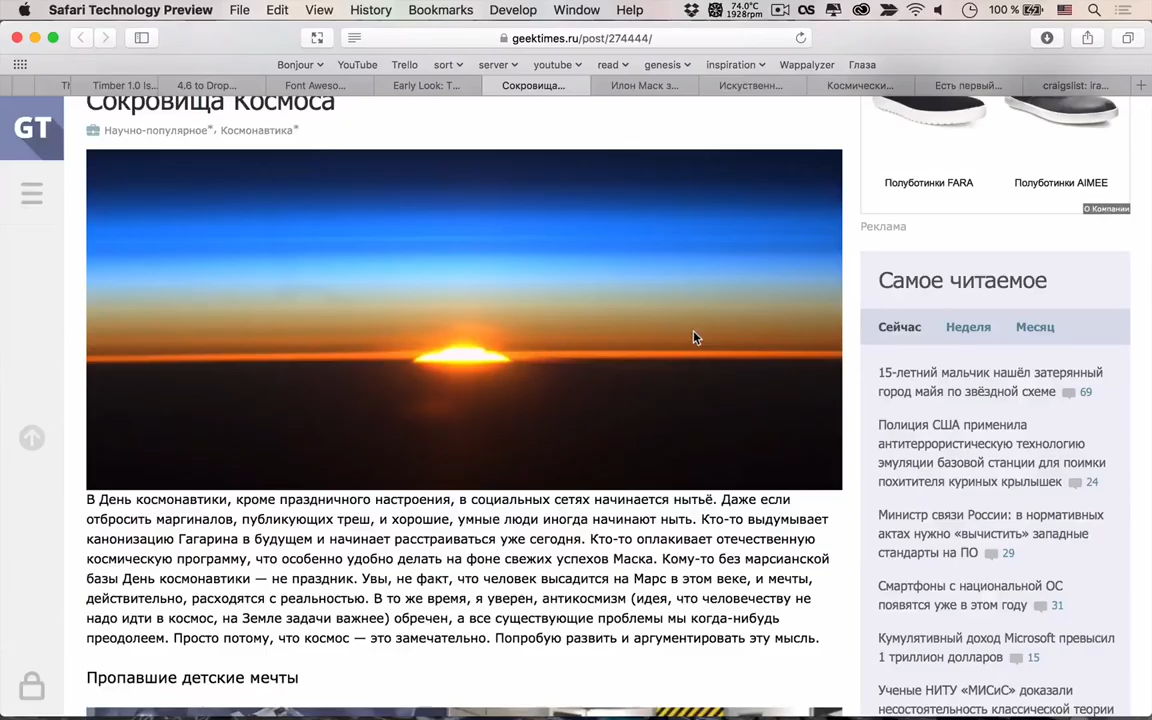 Safari Technology Preview File Edit View History Bookmarks Develop Window Help 74.0°C 1928rpm 100 %
geektimes.ru/post/274444/
Bonjour YouTube Trello sort server youtube read genesis inspiration Wappalyzer Глаза
Th Timber 1.0 Is... 4.6 to Drop... Font Aweso... Early Look: T... Сокровища... Илон Маск з... Искуственн... Космически... Есть первый... craigslist: ira...
GT
Сокровища Космоса
Научно-популярное*, Космонавтика*
В День космонавтики, кроме праздничного настроения, в социальных сетях начинается нытьё. Даже если
отбросить маргиналов, публикующих треш, и хорошие, умные люди иногда начинают ныть. Кто-то выдумывает
канонизацию Гагарина в будущем и начинает расстраиваться уже сегодня. Кто-то оплакивает отечественную
космическую программу, что особенно удобно делать на фоне свежих успехов Маска. Кому-то без марсианской
базы День космонавтики — не праздник. Увы, не факт, что человек высадится на Марс в этом веке, и мечты,
действительно, расходятся с реальностью. В то же время, я уверен, антикосмизм (идея, что человечеству не
надо идти в космос, на Земле задачи важнее) обречен, а все существующие проблемы мы когда-нибудь
преодолеем. Просто потому, что космос — это замечательно. Попробую развить и аргументировать эту мысль.
Пропавшие детские мечты
Полуботинки FARA Полуботинки AIMEE
О Компании
Реклама
Самое читаемое
Сейчас Неделя Месяц
15-летний мальчик нашёл затерянный
город майя по звёздной схеме 69
Полиция США применила
антитеррористическую технологию
эмуляции базовой станции для поимки
похитителя куриных крылышек 24
Министр связи России: в нормативных
актах нужно «вычистить» западные
стандарты на ПО 29
Смартфоны с национальной ОС
появятся уже в этом году 31
Кумулятивный доход Microsoft превысил
1 триллион долларов 15
Ученые НИТУ «МИСиС» доказали
несостоятельность классической теории